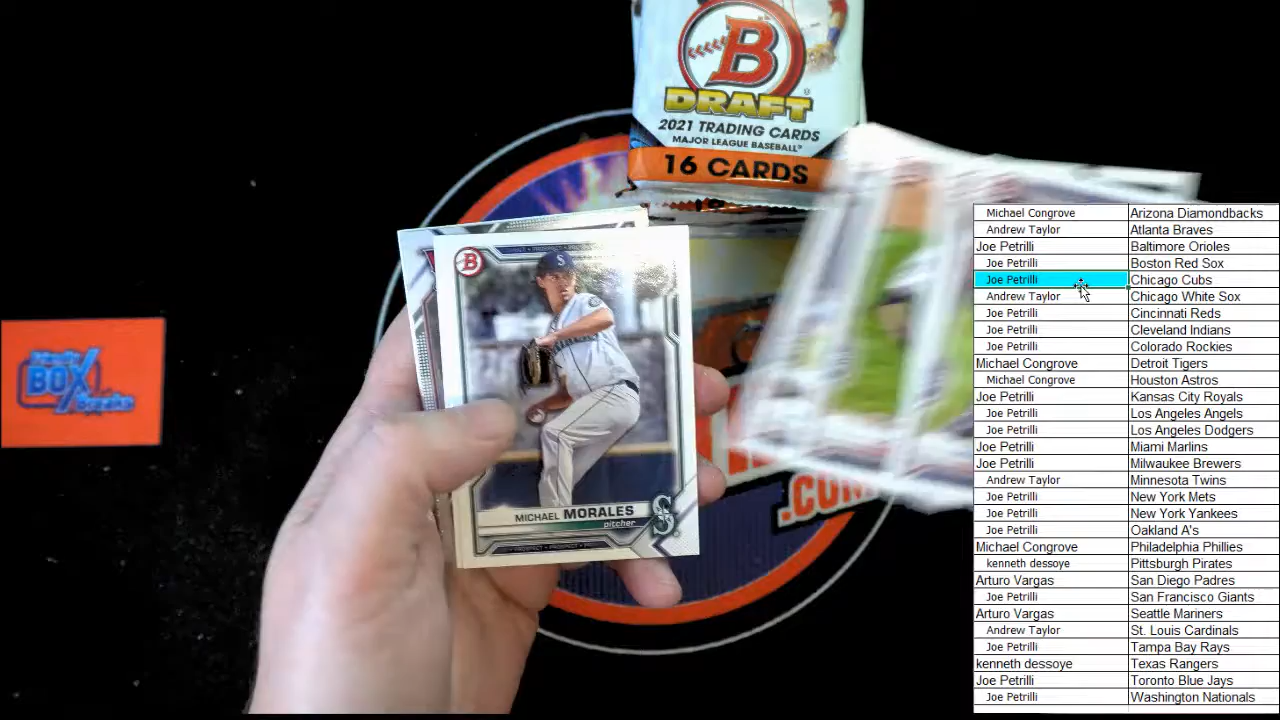 B
DRAFT
2021 TRADING CARDS
MAJOR LEAGUE BASEBALL
16 CARDS
B
S
MICHAEL MORALES
pitcher
S
BOX
Breaks
.COM
Michael Congrove Arizona Diamondbacks
Andrew Taylor Atlanta Braves
Joe Petrilli Baltimore Orioles
Joe Petrilli Boston Red Sox
Joe Petrilli Chicago Cubs
Andrew Taylor Chicago White Sox
Joe Petrilli Cincinnati Reds
Joe Petrilli Cleveland Indians
Joe Petrilli Colorado Rockies
Michael Congrove Detroit Tigers
Michael Congrove Houston Astros
Joe Petrilli Kansas City Royals
Joe Petrilli Los Angeles Angels
Joe Petrilli Los Angeles Dodgers
Joe Petrilli Miami Marlins
Joe Petrilli Milwaukee Brewers
Andrew Taylor Minnesota Twins
Joe Petrilli New York Mets
Joe Petrilli New York Yankees
Joe Petrilli Oakland A's
Michael Congrove Philadelphia Phillies
kenneth dessoye Pittsburgh Pirates
Arturo Vargas San Diego Padres
Joe Petrilli San Francisco Giants
Arturo Vargas Seattle Mariners
Andrew Taylor St. Louis Cardinals
Joe Petrilli Tampa Bay Rays
kenneth dessoye Texas Rangers
Joe Petrilli Toronto Blue Jays
Joe Petrilli Washington Nationals